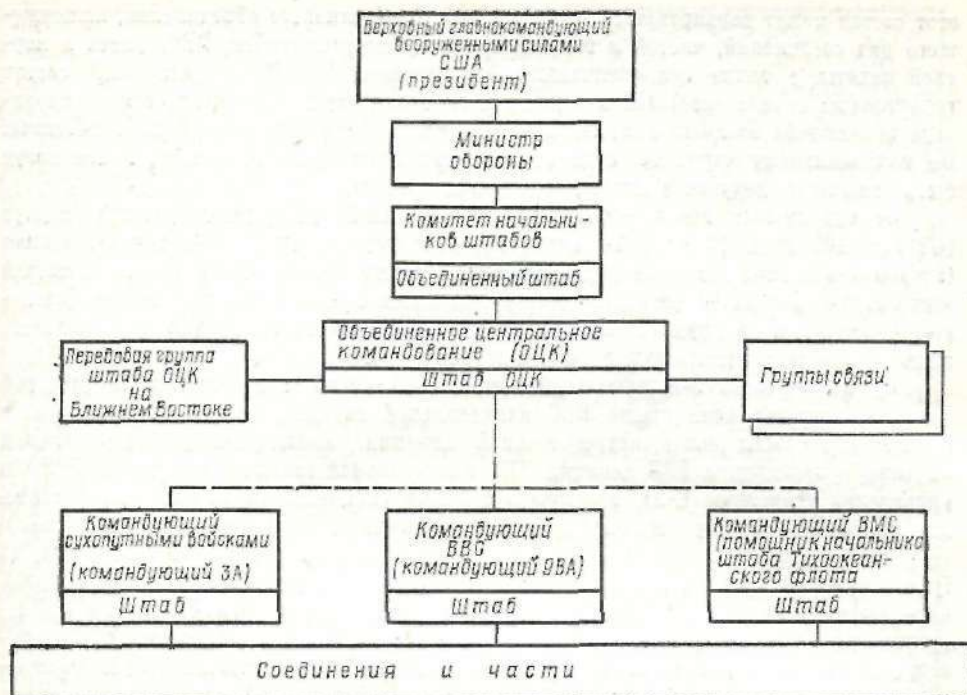 Верховный главнокомандующий
вооруженными силами
США
(президент)
Министр
обороны
Комитет начальни-
ков штабов
Объединенный штаб
Объединенное центральное
командование (ОЦК)
Штаб ОЦК
Передовая группа
штаба ОЦК
на
Ближнем Востоке
Группы связи
Командующий
сухопутными войсками
(командующий 3А)
Штаб
Командующий
ВВС
(командующий 9ВА)
Штаб
Командующий ВМС
(помощник начальника
штаба Тихоокеан-
ского флота
Штаб
Соединения и части